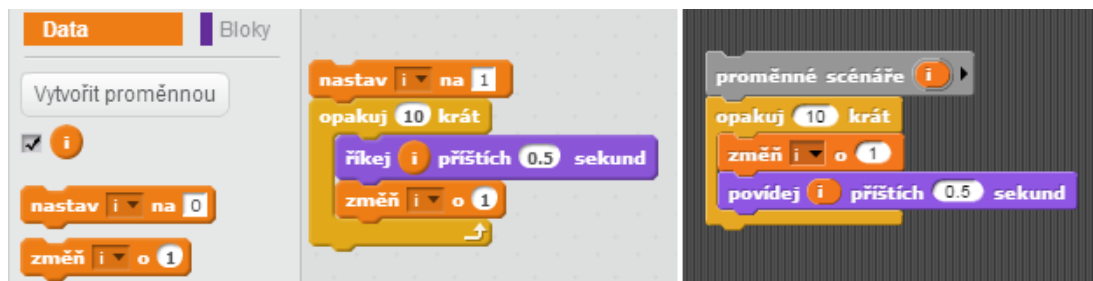 Data
Bloky
Vytvořit proměnnou
i
nastav i na 0
změň i o 1
nastav i na 1
opakuj 10 krát
říkej i příštích 0.5 sekund
změň i o 1
proměnné scénáře i
opakuj 10 krát
změň i o 1
povídej i příštích 0.5 sekund